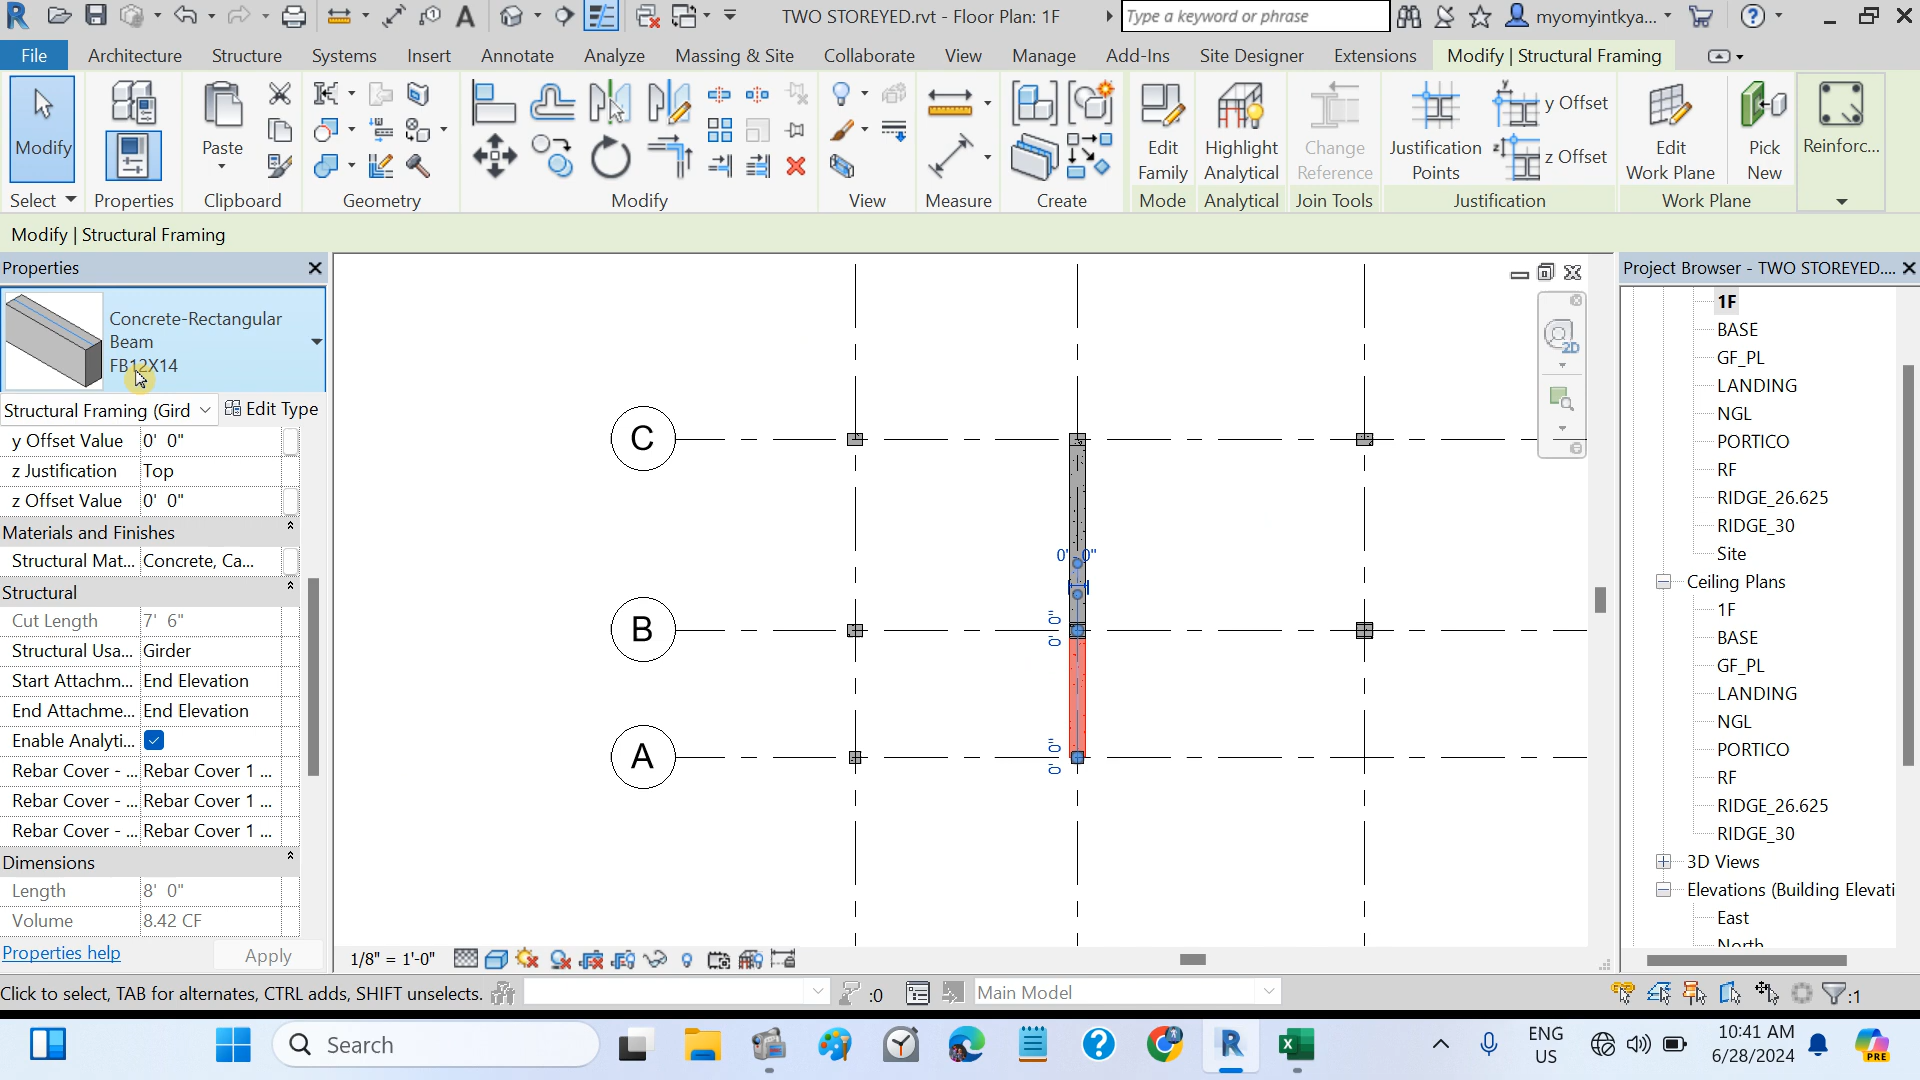 TWO STOREYED.rvt - Floor Plan: 1F
Type a keyword or phrase
myomyintkya...
File Architecture Structure Systems Insert Annotate Analyze Massing & Site Collaborate View Manage Add-Ins Site Designer Extensions Modify | Structural Framing
Modify
Paste
Edit Family
Highlight Analytical
Change Reference
Justification Points
y Offset
z Offset
Edit Work Plane
Pick New
Reinforc...
Select Properties Clipboard Geometry Modify View Measure Create Mode Analytical Join Tools Justification Work Plane
Modify | Structural Framing
Properties
Concrete-Rectangular
Beam
FB12X14
Structural Framing (Gird Edit Type
y Offset Value 0' 0"
z Justification Top
z Offset Value 0' 0"
Materials and Finishes
Structural Mat... Concrete, Ca...
Structural
Cut Length 7' 6"
Structural Usa... Girder
Start Attachm... End Elevation
End Attachme... End Elevation
Enable Analyti...
Rebar Cover - ... Rebar Cover 1 ...
Rebar Cover - ... Rebar Cover 1 ...
Rebar Cover - ... Rebar Cover 1 ...
Dimensions
Length 8' 0"
Volume 8.42 CF
Properties help Apply
C
B
A
0' 0"
0' 0"
0' 0"
2D
1/8" = 1'-0"
Project Browser - TWO STOREYED....
1F
BASE
GF_PL
LANDING
NGL
PORTICO
RF
RIDGE_26.625
RIDGE_30
Site
Ceiling Plans
1F
BASE
GF_PL
LANDING
NGL
PORTICO
RF
RIDGE_26.625
RIDGE_30
3D Views
Elevations (Building Elevati
East
North
Click to select, TAB for alternates, CTRL adds, SHIFT unselects.
:0
Main Model
:1
Search
ENG
US
10:41 AM
6/28/2024
PRE